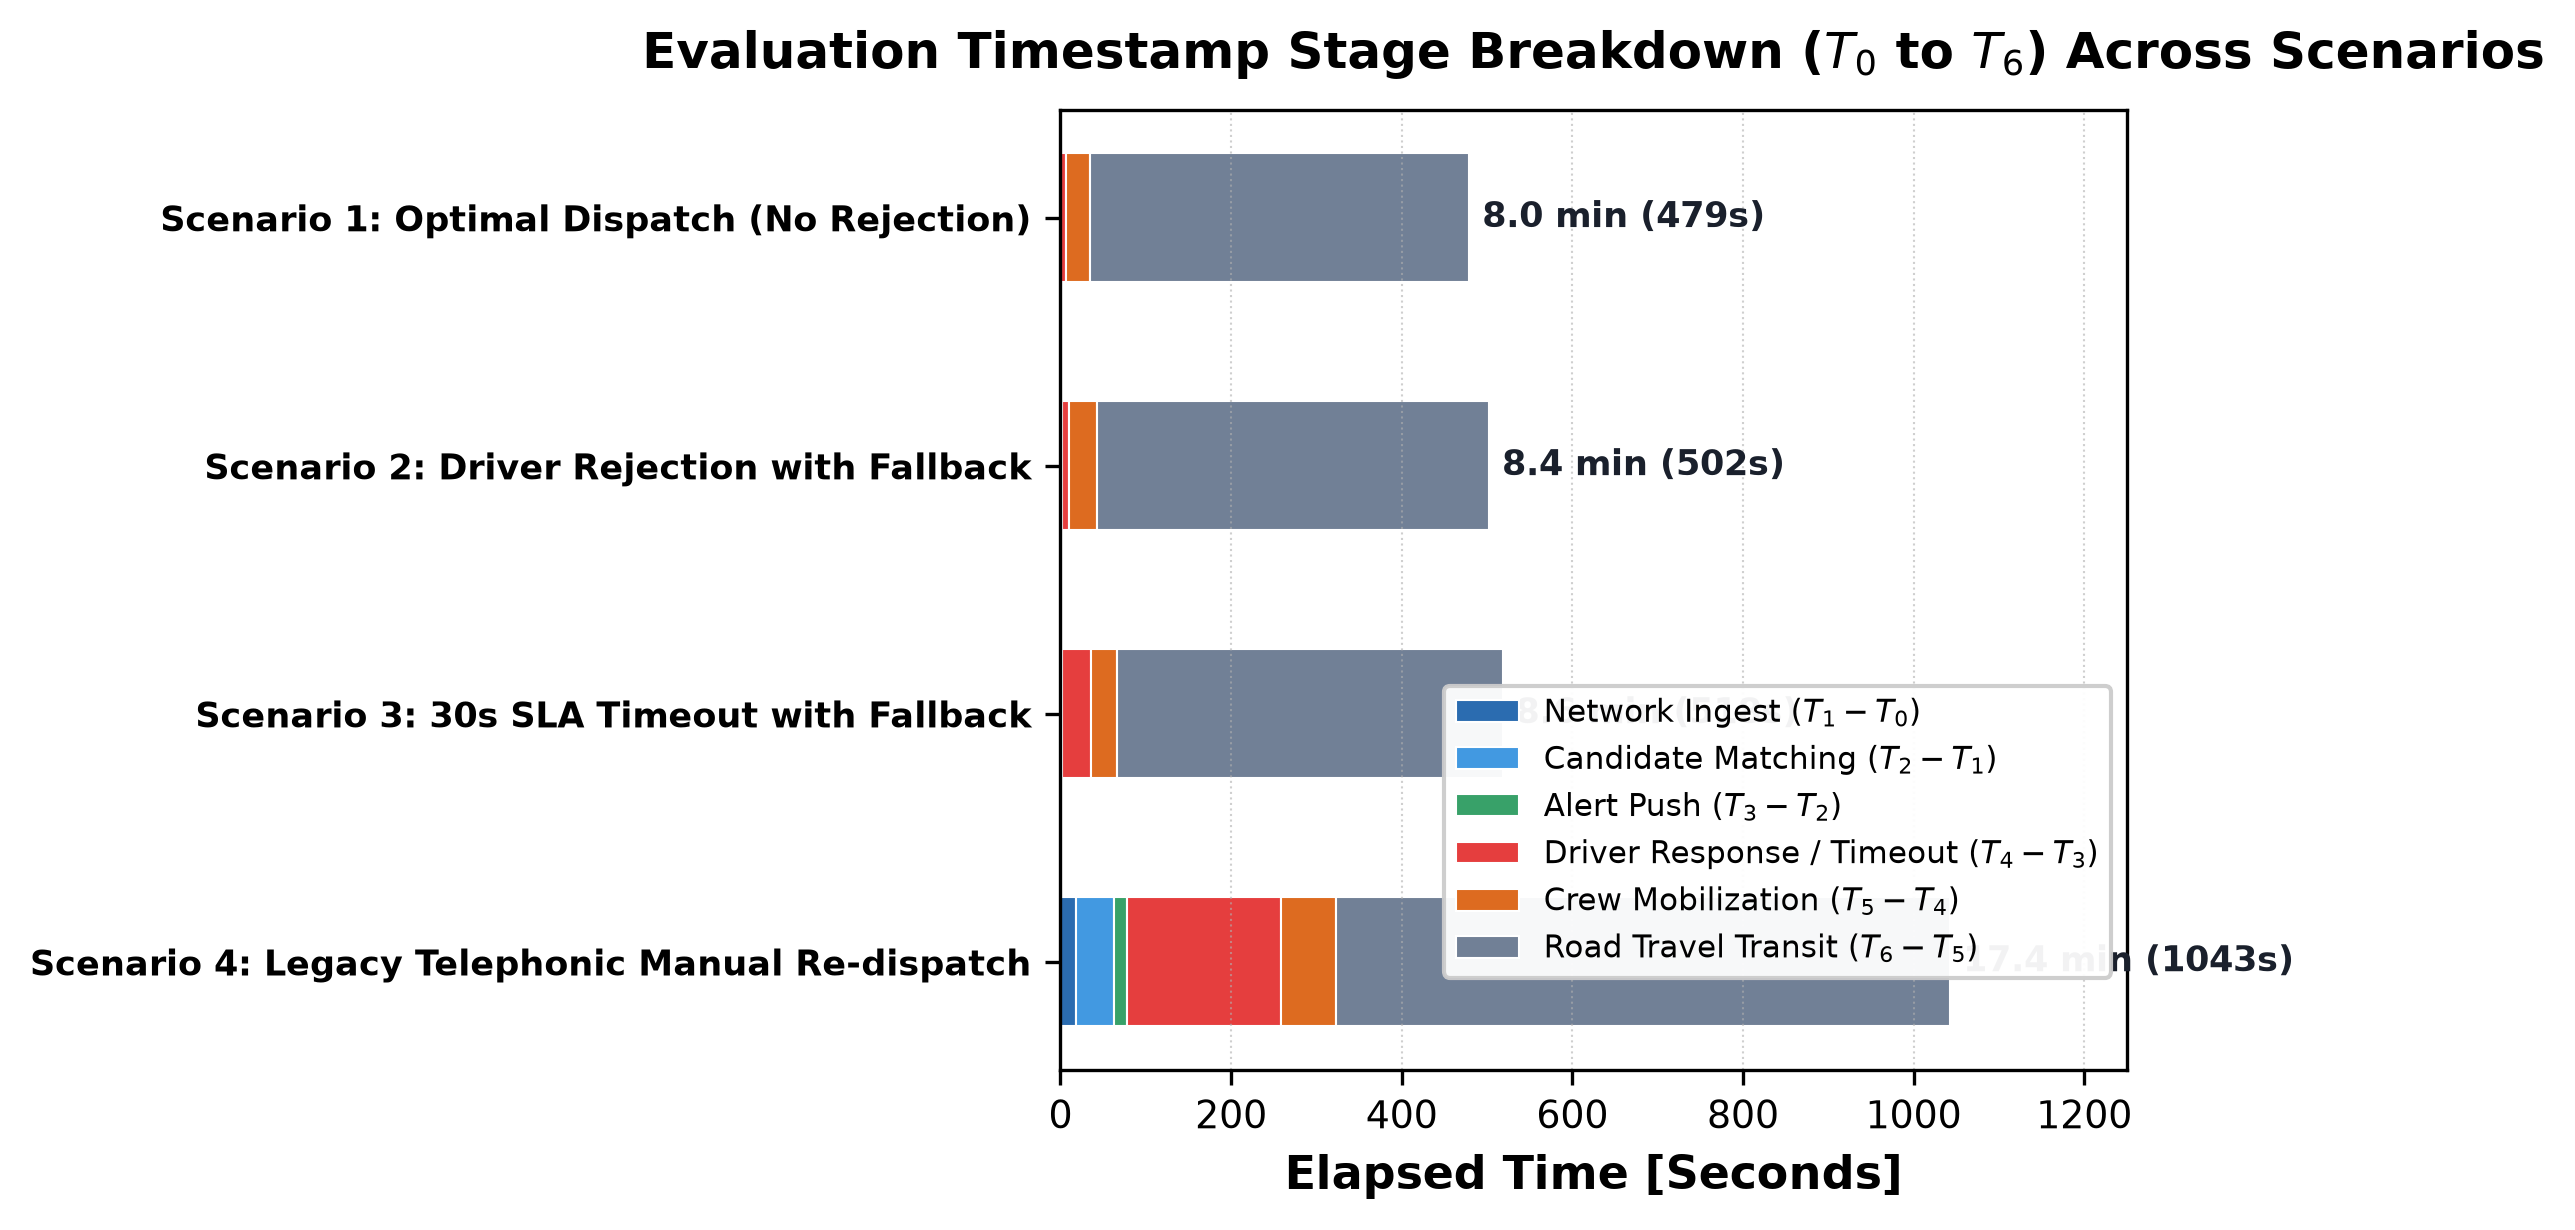 Evaluation Timestamp Stage Breakdown (T₀ to T₆) Across Scenarios
Scenario 1: Optimal Dispatch (No Rejection)
8.0 min (479s)
Scenario 2: Driver Rejection with Fallback
8.4 min (502s)
Scenario 3: 30s SLA Timeout with Fallback
Network Ingest (T₁ − T₀)
Candidate Matching (T₂ − T₁)
Alert Push (T₃ − T₂)
Driver Response / Timeout (T₄ − T₃)
Crew Mobilization (T₅ − T₄)
Road Travel Transit (T₆ − T₅)
Scenario 4: Legacy Telephonic Manual Re-dispatch
17.4 min (1043s)
0 200 400 600 800 1000 1200
Elapsed Time [Seconds]